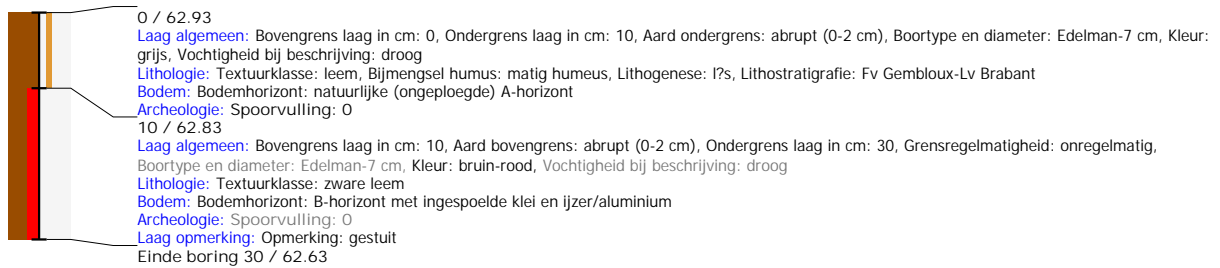 0 / 62.93
Laag algemeen: Bovengrens laag in cm: 0, Ondergrens laag in cm: 10, Aard ondergrens: abrupt (0-2 cm), Boortype en diameter: Edelman-7 cm, Kleur:
grijs, Vochtigheid bij beschrijving: droog
Lithologie: Textuurklasse: leem, Bijmengsel humus: matig humeus, Lithogenese: l?s, Lithostratigrafie: Fv Gembloux-Lv Brabant
Bodem: Bodemhorizont: natuurlijke (ongeploegde) A-horizont
Archeologie: Spoorvulling: 0
10 / 62.83
Laag algemeen: Bovengrens laag in cm: 10, Aard bovengrens: abrupt (0-2 cm), Ondergrens laag in cm: 30, Grensregelmatigheid: onregelmatig,
Boortype en diameter: Edelman-7 cm, Kleur: bruin-rood, Vochtigheid bij beschrijving: droog
Lithologie: Textuurklasse: zware leem
Bodem: Bodemhorizont: B-horizont met ingespoelde klei en ijzer/aluminium
Archeologie: Spoorvulling: 0
Laag opmerking: Opmerking: gestuit
Einde boring 30 / 62.63